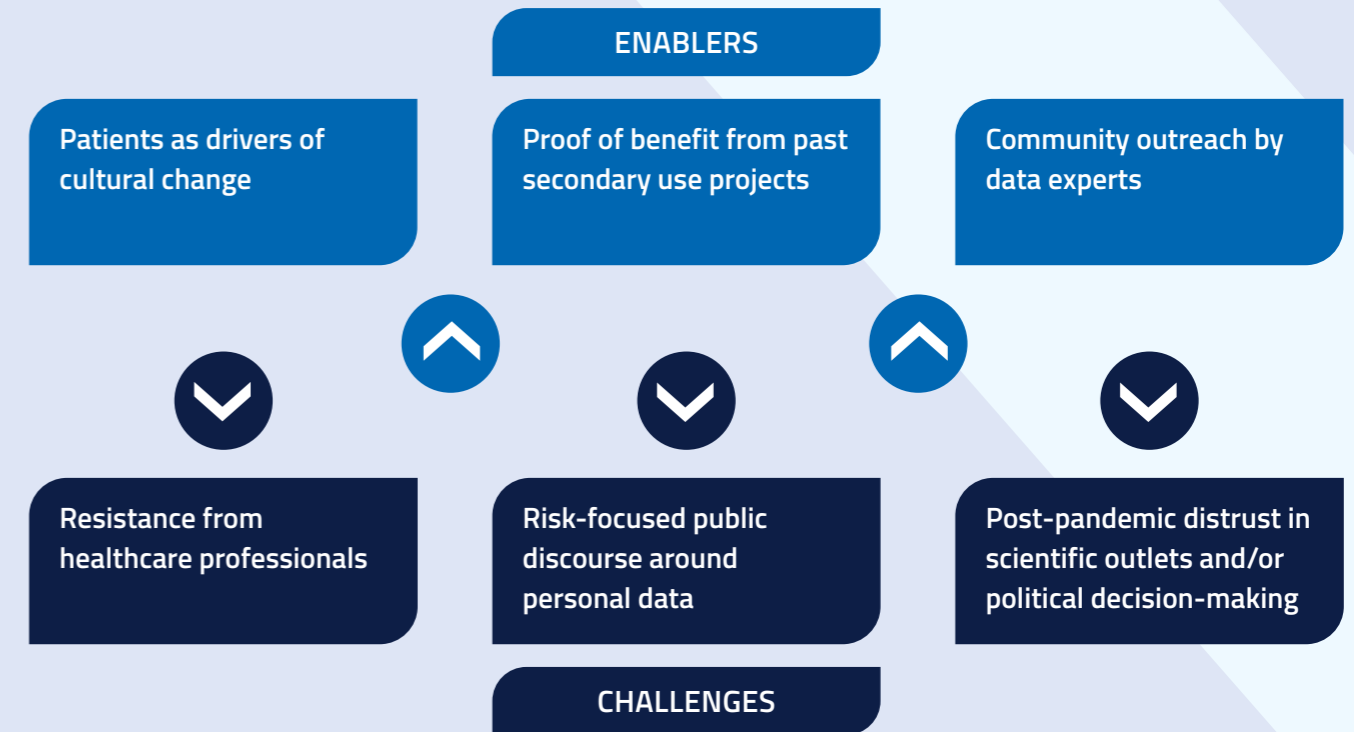 ENABLERS
Patients as drivers of
cultural change
Proof of benefit from past
secondary use projects
Community outreach by
data experts
Resistance from
healthcare professionals
Risk-focused public
discourse around
personal data
Post-pandemic distrust in
scientific outlets and/or
political decision-making
CHALLENGES